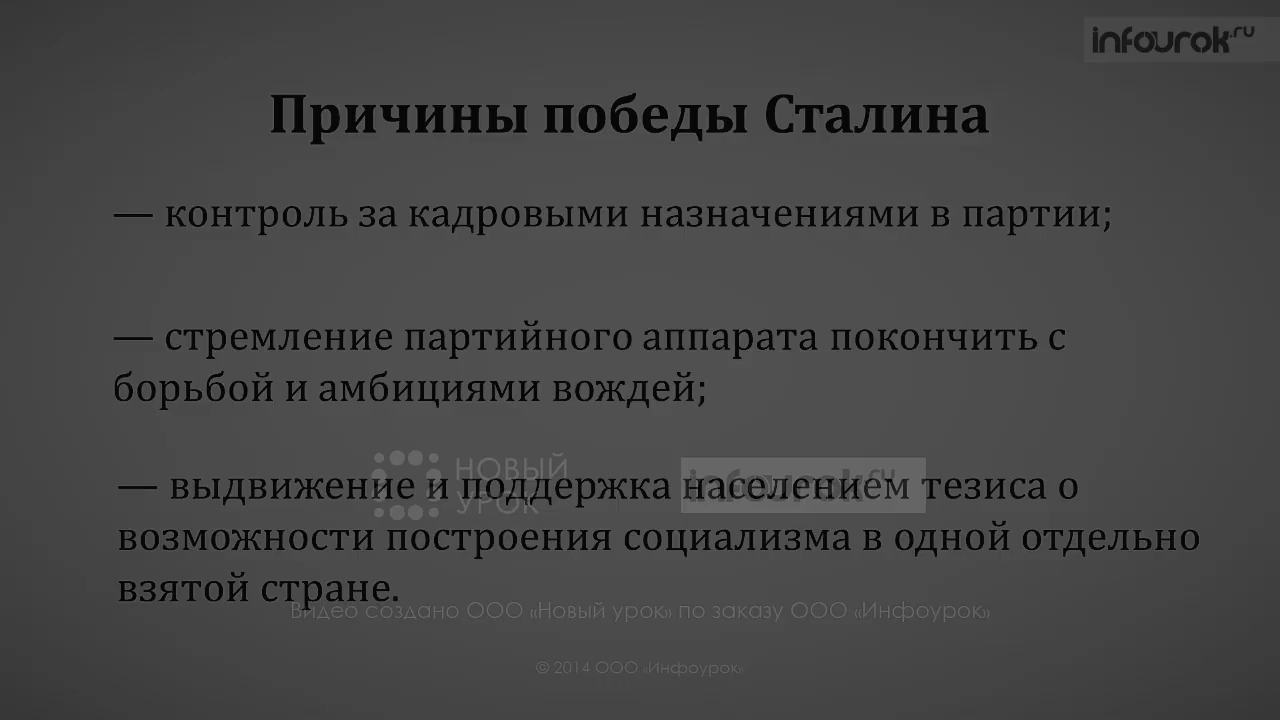 infourok.ru
Причины победы Сталина
— контроль за кадровыми назначениями в партии;
— стремление партийного аппарата покончить с
борьбой и амбициями вождей;
НОВЫЙ
УРОК
infourok.ru
— выдвижение и поддержка населением тезиса о
возможности построения социализма в одной отдельно
взятой стране.
Видео создано ООО «Новый урок» по заказу ООО «Инфоурок»
© 2014 ООО «Инфоурок»